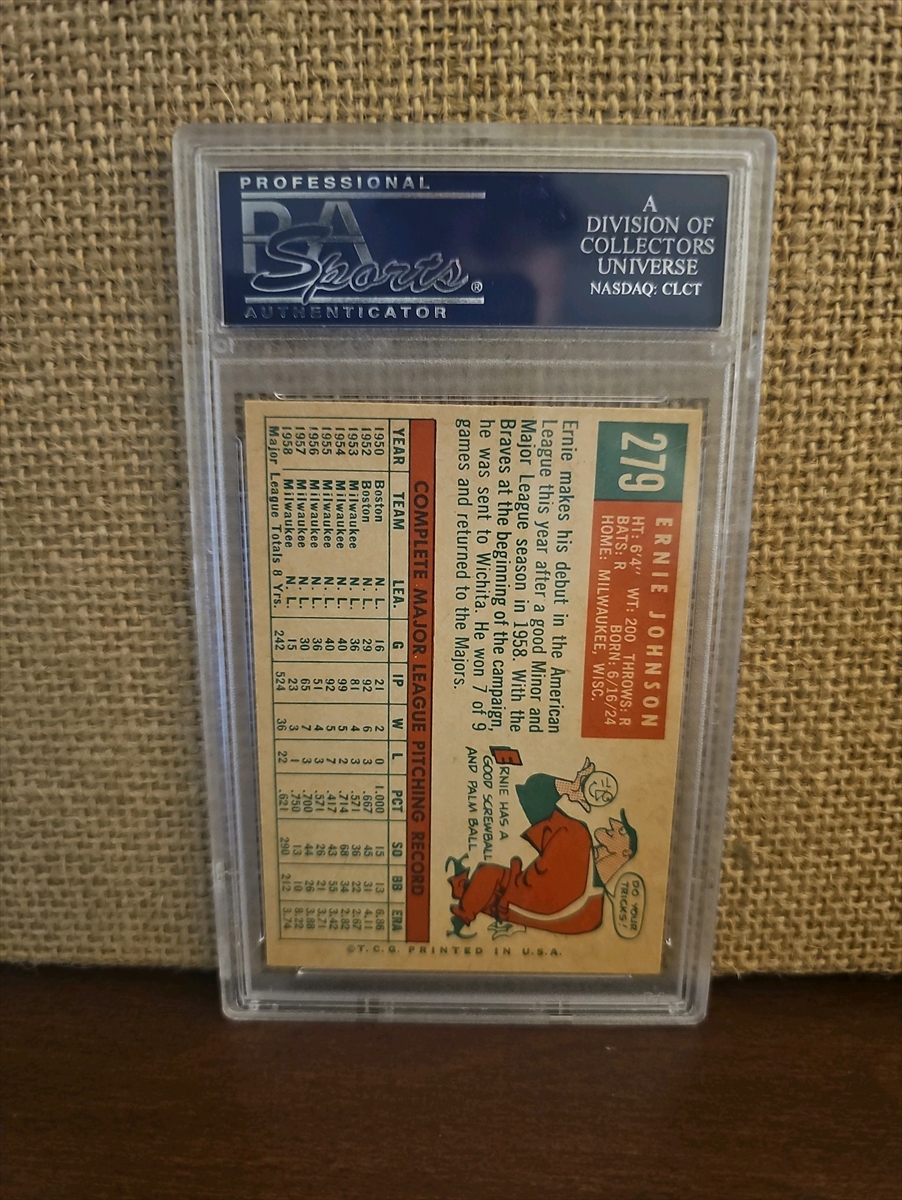 PROFESSIONAL
PSA
Sports®
AUTHENTICATOR
A
DIVISION OF
COLLECTORS
UNIVERSE
NASDAQ: CLCT
279
ERNIE JOHNSON
HT: 6'4" WT: 200 THROWS: R
BATS: R BORN: 6/16/24
HOME: MILWAUKEE, WISC.
Ernie makes his debut in the American
League this year after a good Minor and
Major League season in 1958. With the
Braves at the beginning of the campaign,
he was sent to Wichita. He won 7 of 9
games and returned to the Majors.
DO YOUR
TRICKS!
ERNIE HAS A
GOOD SCREWBALL
AND PALM BALL
COMPLETE MAJOR LEAGUE PITCHING RECORD
YEAR TEAM LEA. G IP W L PCT SO BB ERA
1950 Boston N. L. 16 21 2 0 1.000 15 13 6.86
1952 Boston N. L. 29 92 6 3 .667 45 31 4.11
1953 Milwaukee N. L. 36 81 4 3 .571 36 22 2.67
1954 Milwaukee N. L. 40 99 5 2 .714 68 34 2.82
1955 Milwaukee N. L. 40 92 5 7 .417 43 55 3.42
1956 Milwaukee N. L. 36 51 4 3 .571 26 21 3.71
1957 Milwaukee N. L. 30 65 7 3 .700 44 26 3.88
1958 Milwaukee N. L. 15 23 3 1 .750 13 10 8.22
Major League Totals 8 Yrs. 242 524 36 22 .621 290 212 3.74
©T.C.G. PRINTED IN U.S.A.